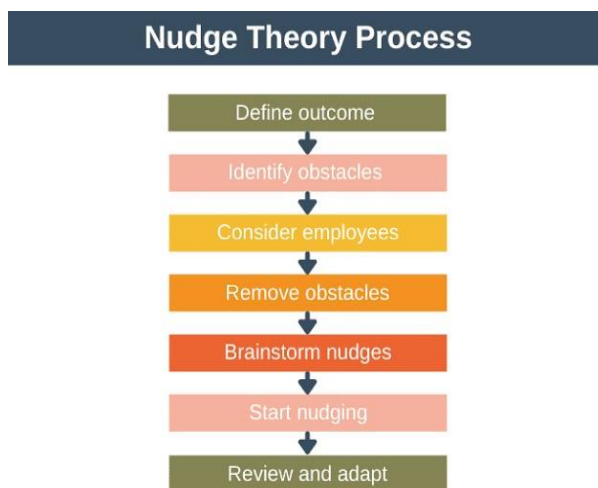 Nudge Theory Process
Define outcome
Identify obstacles
Consider employees
Remove obstacles
Brainstorm nudges
Start nudging
Review and adapt